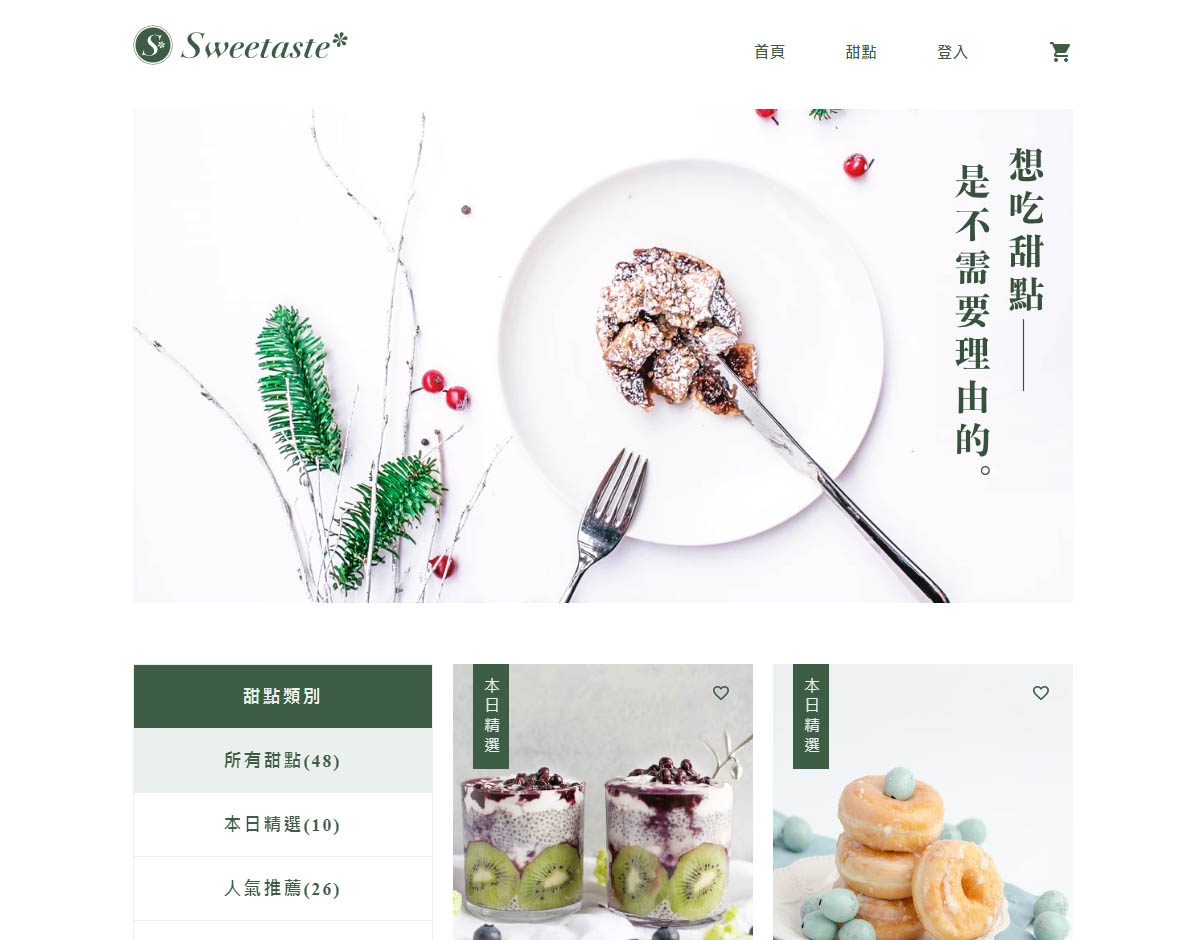 S* Sweetaste*
首頁 甜點 登入
想吃甜點——
是不需要理由的。
甜點類別
所有甜點(48)
本日精選(10)
人氣推薦(26)
本日精選
本日精選